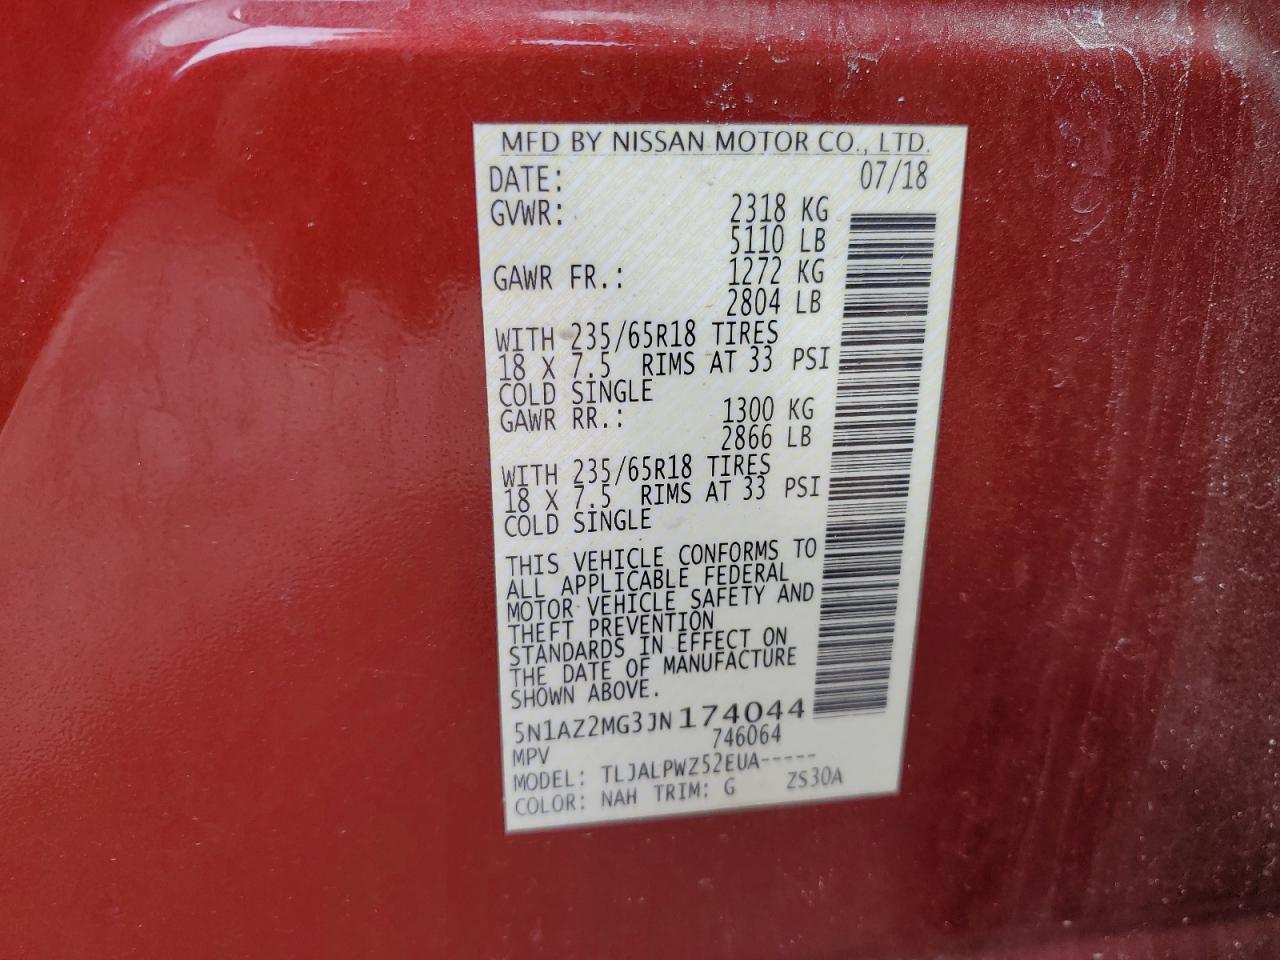 MFD BY NISSAN MOTOR CO., LTD.
DATE: 07/18
GVWR: 2318 KG
5110 LB
GAWR FR.: 1272 KG
2804 LB
WITH 235/65R18 TIRES
18 X 7.5 RIMS AT 33 PSI
COLD SINGLE
GAWR RR.: 1300 KG
2866 LB
WITH 235/65R18 TIRES
18 X 7.5 RIMS AT 33 PSI
COLD SINGLE
THIS VEHICLE CONFORMS TO
ALL APPLICABLE FEDERAL
MOTOR VEHICLE SAFETY AND
THEFT PREVENTION
STANDARDS IN EFFECT ON
THE DATE OF MANUFACTURE
SHOWN ABOVE.
5N1AZ2MG3JN174044
MPV 746064
MODEL: TLJALPWZ52EUA-----
COLOR: NAH TRIM: G ZS30A